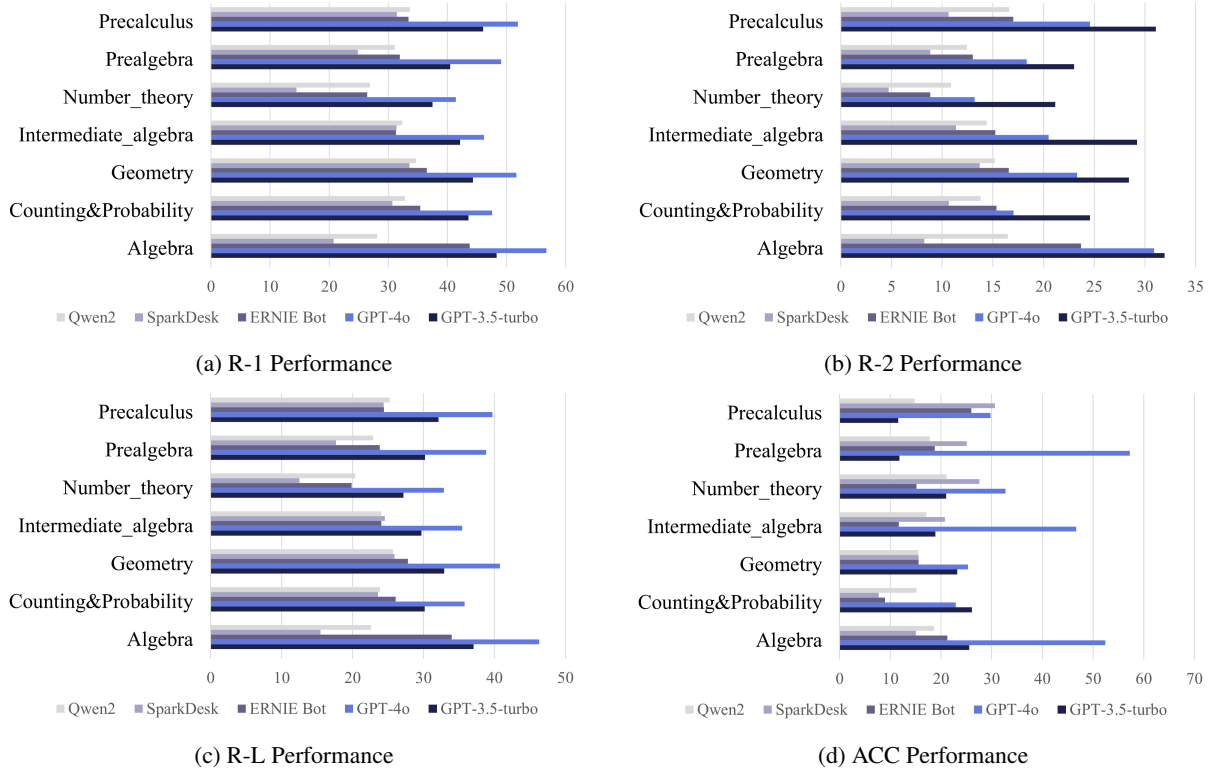 Precalculus
Prealgebra
Number_theory
Intermediate_algebra
Geometry
Counting&Probability
Algebra
0 10 20 30 40 50 60
Qwen2 SparkDesk ERNIE Bot GPT-4o GPT-3.5-turbo
(a) R-1 Performance
Precalculus
Prealgebra
Number_theory
Intermediate_algebra
Geometry
Counting&Probability
Algebra
0 5 10 15 20 25 30 35
Qwen2 SparkDesk ERNIE Bot GPT-4o GPT-3.5-turbo
(b) R-2 Performance
Precalculus
Prealgebra
Number_theory
Intermediate_algebra
Geometry
Counting&Probability
Algebra
0 10 20 30 40 50
Qwen2 SparkDesk ERNIE Bot GPT-4o GPT-3.5-turbo
(c) R-L Performance
Precalculus
Prealgebra
Number_theory
Intermediate_algebra
Geometry
Counting&Probability
Algebra
0 10 20 30 40 50 60 70
Qwen2 SparkDesk ERNIE Bot GPT-4o GPT-3.5-turbo
(d) ACC Performance